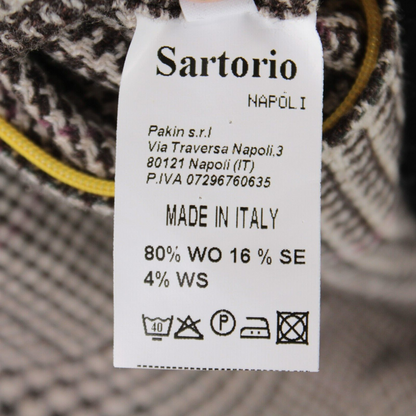 Sartorio
NAPOLI
Pakin s.r.l
Via Traversa Napoli,3
80121 Napoli (IT)
P.IVA 07296760635
MADE IN ITALY
80% WO 16 % SE
4% WS
40 P